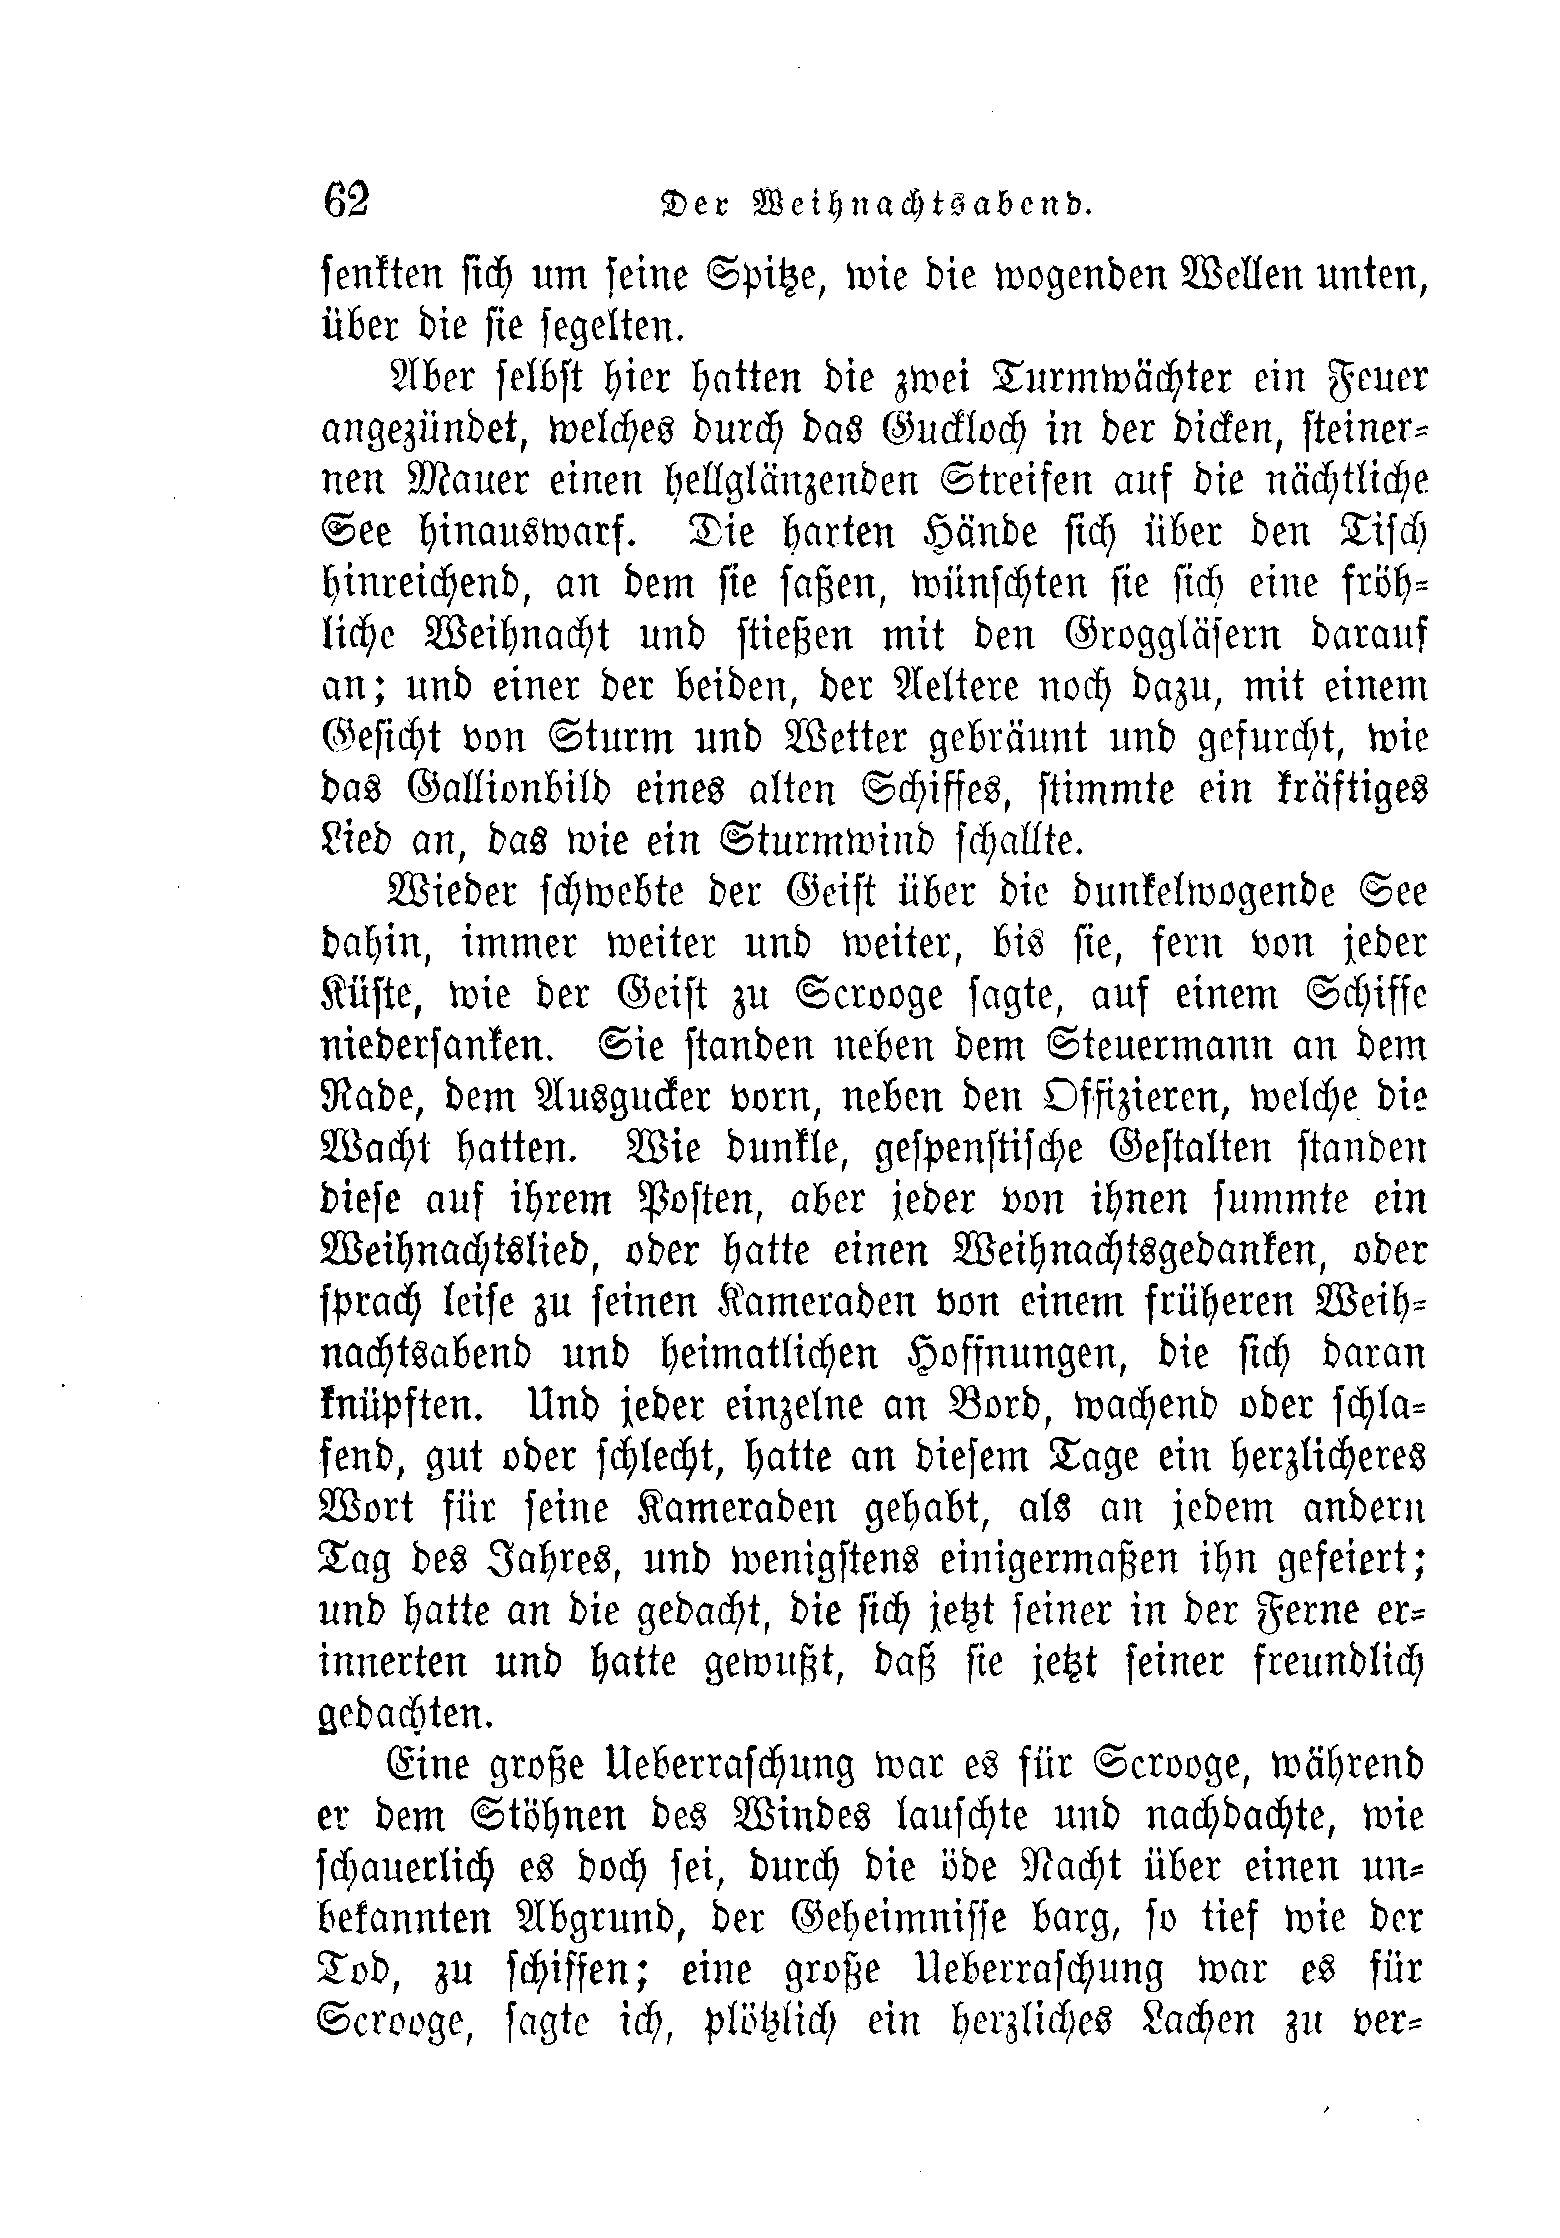 62 Der Weihnachtsabend.
ſenkten ſich um ſeine Spitze, wie die wogenden Wellen unten,
über die ſie ſegelten.
Aber ſelbſt hier hatten die zwei Turmwächter ein Feuer
angezündet, welches durch das Guckloch in der dicken, ſteiner-
nen Mauer einen hellglänzenden Streifen auf die nächtliche
See hinauswarf. Die harten Hände ſich über den Tiſch
hinreichend, an dem ſie ſaßen, wünſchten ſie ſich eine fröh-
liche Weihnacht und ſtießen mit den Groggläſern darauf
an; und einer der beiden, der Aeltere noch dazu, mit einem
Geſicht von Sturm und Wetter gebräunt und gefurcht, wie
das Gallionbild eines alten Schiffes, ſtimmte ein kräftiges
Lied an, das wie ein Sturmwind ſchallte.
Wieder ſchwebte der Geiſt über die dunkelwogende See
dahin, immer weiter und weiter, bis ſie, fern von jeder
Küſte, wie der Geiſt zu Scrooge ſagte, auf einem Schiffe
niederſanken. Sie ſtanden neben dem Steuermann an dem
Rade, dem Ausgucker vorn, neben den Offizieren, welche die
Wacht hatten. Wie dunkle, geſpenſtiſche Geſtalten ſtanden
dieſe auf ihrem Poſten, aber jeder von ihnen ſummte ein
Weihnachtslied, oder hatte einen Weihnachtsgedanken, oder
ſprach leiſe zu ſeinen Kameraden von einem früheren Weih-
nachtsabend und heimatlichen Hoffnungen, die ſich daran
knüpften. Und jeder einzelne an Bord, wachend oder ſchla-
fend, gut oder ſchlecht, hatte an dieſem Tage ein herzlicheres
Wort für ſeine Kameraden gehabt, als an jedem andern
Tag des Jahres, und wenigſtens einigermaßen ihn gefeiert;
und hatte an die gedacht, die ſich jetzt ſeiner in der Ferne er-
innerten und hatte gewußt, daß ſie jetzt ſeiner freundlich
gedachten.
Eine große Ueberraſchung war es für Scrooge, während
er dem Stöhnen des Windes lauſchte und nachdachte, wie
ſchauerlich es doch ſei, durch die öde Nacht über einen un-
bekannten Abgrund, der Geheimniſſe barg, ſo tief wie der
Tod, zu ſchiffen; eine große Ueberraſchung war es für
Scrooge, ſagte ich, plötzlich ein herzliches Lachen zu ver-